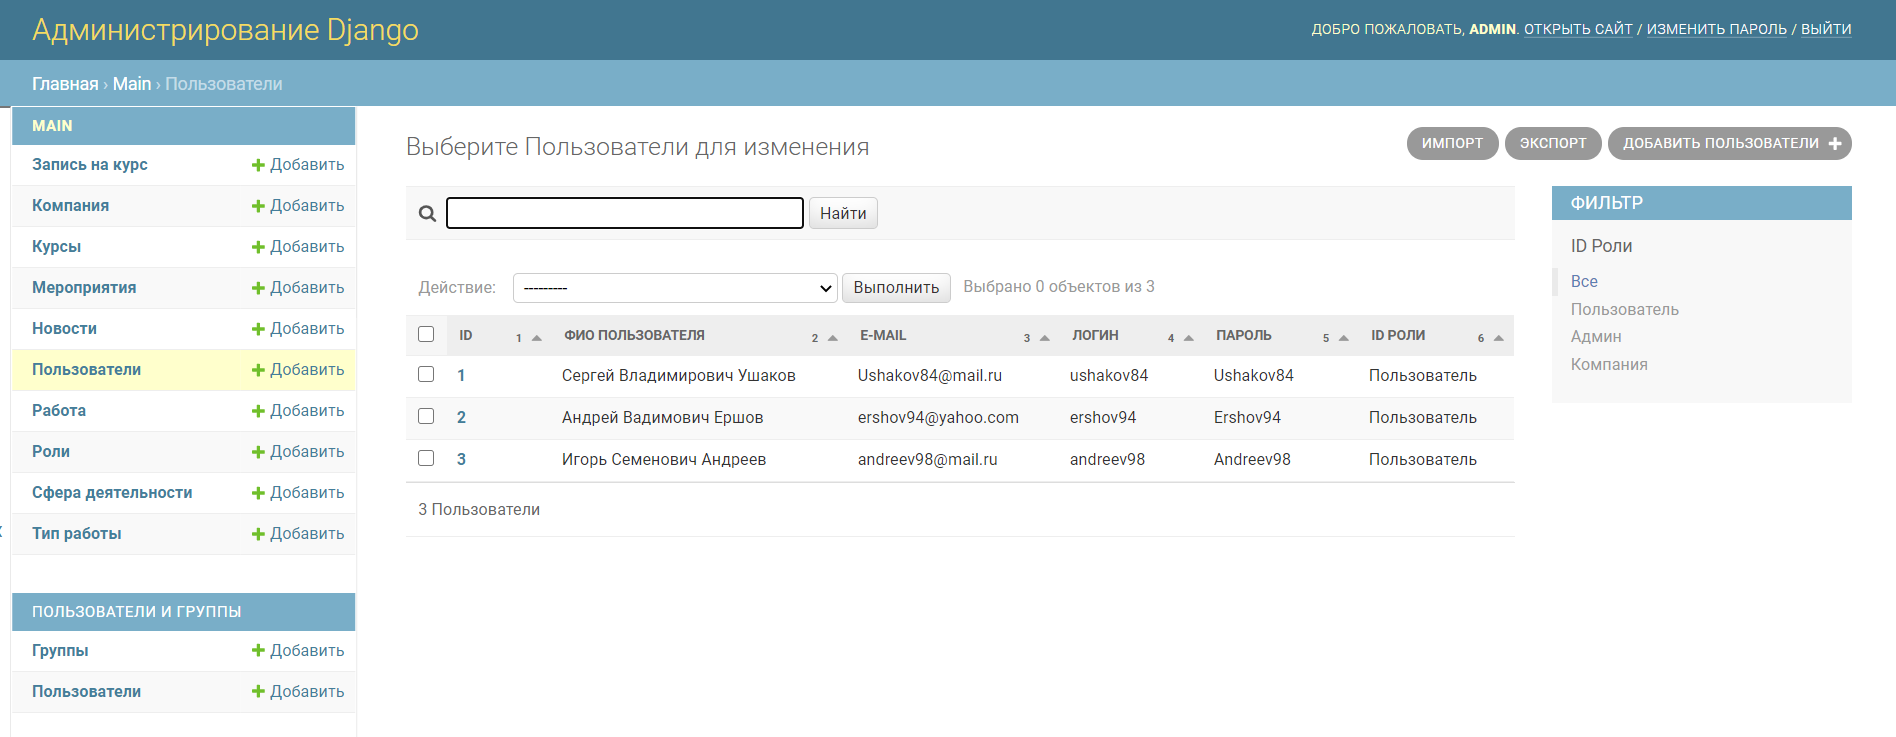 Администрирование Django
ДОБРО ПОЖАЛОВАТЬ, ADMIN. ОТКРЫТЬ САЙТ / ИЗМЕНИТЬ ПАРОЛЬ / ВЫЙТИ
Главная › Main › Пользователи
MAIN
Запись на курс Добавить
Компания Добавить
Курсы Добавить
Мероприятия Добавить
Новости Добавить
Пользователи Добавить
Работа Добавить
Роли Добавить
Сфера деятельности Добавить
Тип работы Добавить
ПОЛЬЗОВАТЕЛИ И ГРУППЫ
Группы Добавить
Пользователи Добавить
Выберите Пользователи для изменения
ИМПОРТ ЭКСПОРТ ДОБАВИТЬ ПОЛЬЗОВАТЕЛИ
Найти
Действие: --------- Выполнить Выбрано 0 объектов из 3
ID 1 ФИО ПОЛЬЗОВАТЕЛЯ 2 E-MAIL 3 ЛОГИН 4 ПАРОЛЬ 5 ID РОЛИ 6
1 Сергей Владимирович Ушаков Ushakov84@mail.ru ushakov84 Ushakov84 Пользователь
2 Андрей Вадимович Ершов ershov94@yahoo.com ershov94 Ershov94 Пользователь
3 Игорь Семенович Андреев andreev98@mail.ru andreev98 Andreev98 Пользователь
3 Пользователи
ФИЛЬТР
ID Роли
Все
Пользователь
Админ
Компания